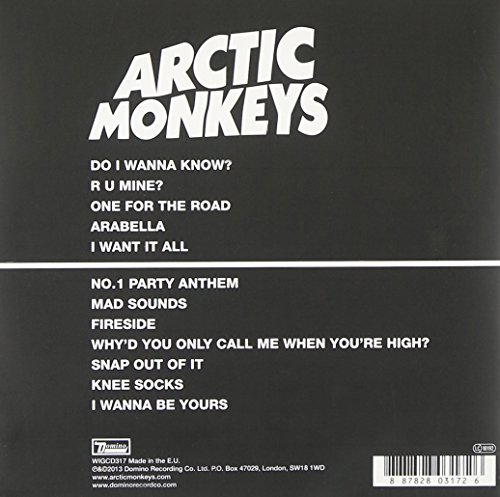 ARCTIC
MONKEYS
DO I WANNA KNOW?
R U MINE?
ONE FOR THE ROAD
ARABELLA
I WANT IT ALL
NO.1 PARTY ANTHEM
MAD SOUNDS
FIRESIDE
WHY'D YOU ONLY CALL ME WHEN YOU'RE HIGH?
SNAP OUT OF IT
KNEE SOCKS
I WANNA BE YOURS
Domino
WIGCD317 Made in the E.U.
℗&©2013 Domino Recording Co. Ltd. P.O. Box 47029, London, SW18 1WD
www.arcticmonkeys.com
www.dominorecordco.com
8 87828 03172 6